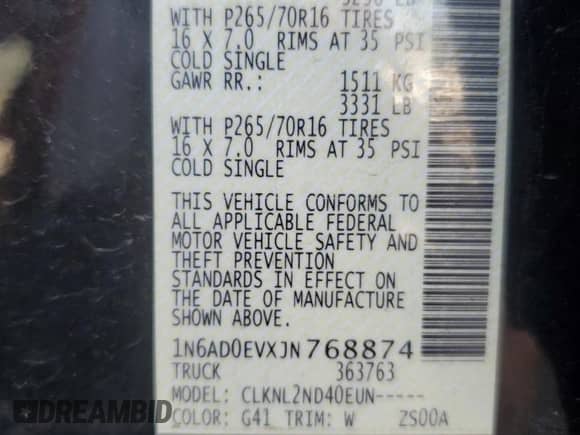 WITH P265/70R16 TIRES
16 X 7.0 RIMS AT 35 PSI
COLD SINGLE
GAWR RR.: 1511 KG
3331 LB
WITH P265/70R16 TIRES
16 X 7.0 RIMS AT 35 PSI
COLD SINGLE
THIS VEHICLE CONFORMS TO
ALL APPLICABLE FEDERAL
MOTOR VEHICLE SAFETY AND
THEFT PREVENTION
STANDARDS IN EFFECT ON
THE DATE OF MANUFACTURE
SHOWN ABOVE.
1N6AD0EVXJN768874
TRUCK 363763
MODEL: CLKNL2ND40EUN-----
COLOR: G41 TRIM: W ZS00A
DREAMBID